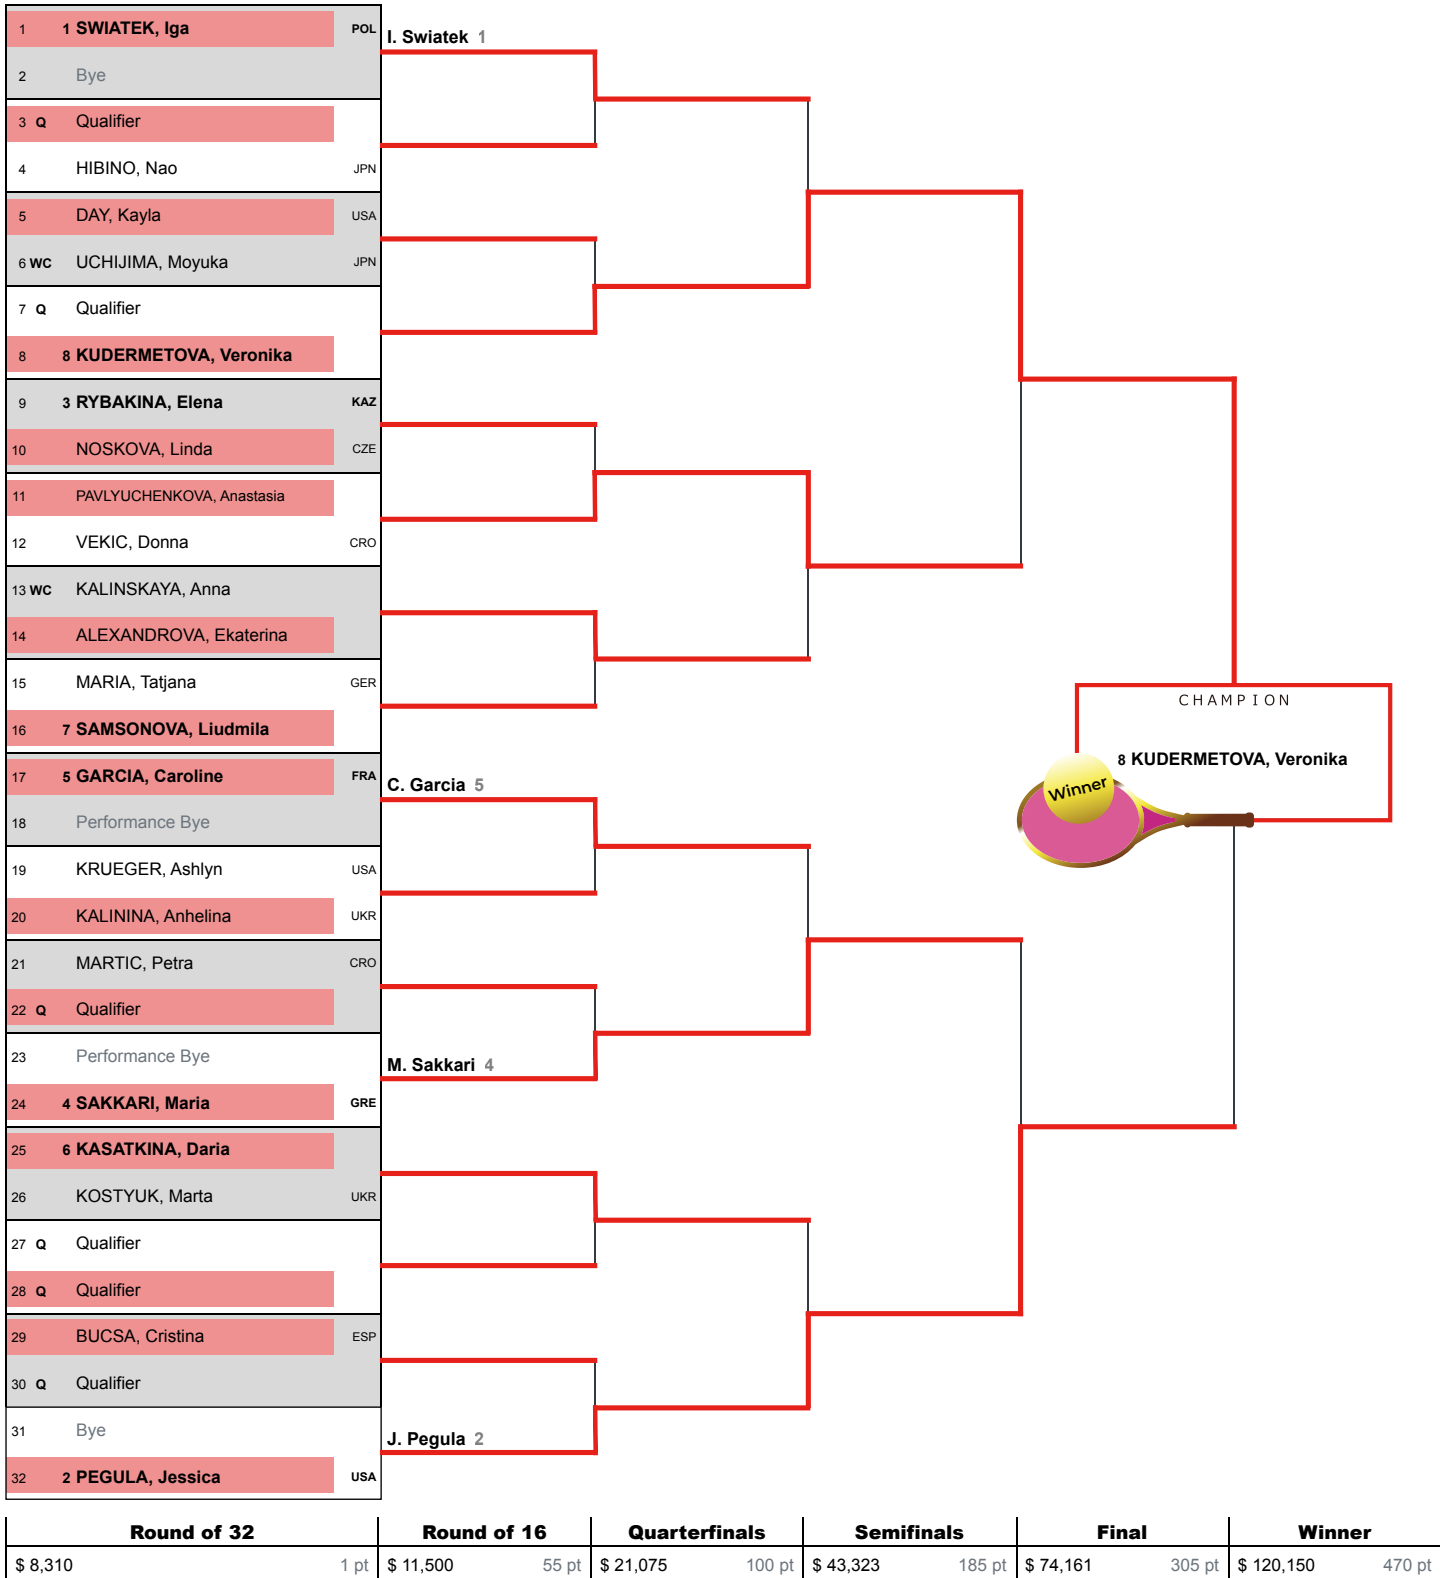 1 1 SWIATEK, Iga POL
I. Swiatek 1
2 Bye
3 Q Qualifier
4 HIBINO, Nao JPN
5 DAY, Kayla USA
6 WC UCHIJIMA, Moyuka JPN
7 Q Qualifier
8 8 KUDERMETOVA, Veronika
9 3 RYBAKINA, Elena KAZ
10 NOSKOVA, Linda CZE
11 PAVLYUCHENKOVA, Anastasia
12 VEKIC, Donna CRO
13 WC KALINSKAYA, Anna
14 ALEXANDROVA, Ekaterina
15 MARIA, Tatjana GER
16 7 SAMSONOVA, Liudmila
17 5 GARCIA, Caroline FRA
C. Garcia 5
18 Performance Bye
19 KRUEGER, Ashlyn USA
20 KALININA, Anhelina UKR
21 MARTIC, Petra CRO
22 Q Qualifier
23 Performance Bye
M. Sakkari 4
24 4 SAKKARI, Maria GRE
25 6 KASATKINA, Daria
26 KOSTYUK, Marta UKR
27 Q Qualifier
28 Q Qualifier
29 BUCSA, Cristina ESP
30 Q Qualifier
31 Bye
J. Pegula 2
32 2 PEGULA, Jessica USA
CHAMPION
8 KUDERMETOVA, Veronika
Winner
Round of 32 Round of 16 Quarterfinals Semifinals Final Winner
$ 8,310 1 pt $ 11,500 55 pt $ 21,075 100 pt $ 43,323 185 pt $ 74,161 305 pt $ 120,150 470 pt